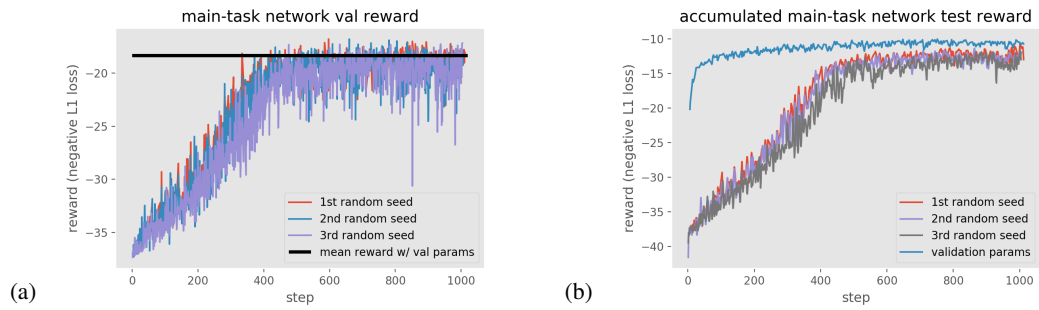 main-task network val reward
reward (negative L1 loss)
−20
−25
−30
−35
0 200 400 600 800 1000
step
1st random seed
2nd random seed
3rd random seed
mean reward w/ val params
(a)
accumulated main-task network test reward
reward (negative L1 loss)
−10
−15
−20
−25
−30
−35
−40
0 200 400 600 800 1000
step
1st random seed
2nd random seed
3rd random seed
validation params
(b)